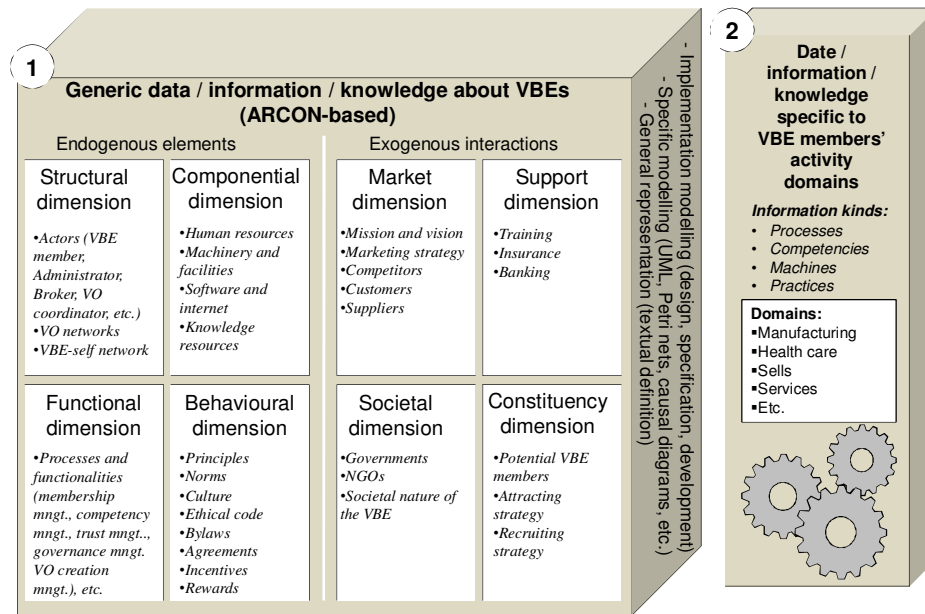 1
Generic data / information / knowledge about VBEs
(ARCON-based)
Endogenous elements
Exogenous interactions
Structural
dimension
•Actors (VBE
member,
Administrator,
Broker, VO
coordinator, etc.)
•VO networks
•VBE-self network
Componential
dimension
•Human resources
•Machinery and
facilities
•Software and
internet
•Knowledge
resources
Market
dimension
•Mission and vision
•Marketing strategy
•Competitors
•Customers
•Suppliers
Support
dimension
•Training
•Insurance
•Banking
Functional
dimension
•Processes and
functionalities
(membership
mngt., competency
mngt., trust mngt..,
governance mngt.
VO creation
mngt.), etc.
Behavioural
dimension
•Principles
•Norms
•Culture
•Ethical code
•Bylaws
•Agreements
•Incentives
•Rewards
Societal
dimension
•Governments
•NGOs
•Societal nature of
the VBE
Constituency
dimension
•Potential VBE
members
•Attracting
strategy
•Recruiting
strategy
- Implementation modelling (design, specification, development)
- Specific modelling (UML, Petri nets, causal diagrams, etc.)
- General representation (textual definition)
2
Date /
information /
knowledge
specific to
VBE members’
activity
domains
Information kinds:
• Processes
• Competencies
• Machines
• Practices
Domains:
▪Manufacturing
▪Health care
▪Sells
▪Services
▪Etc.